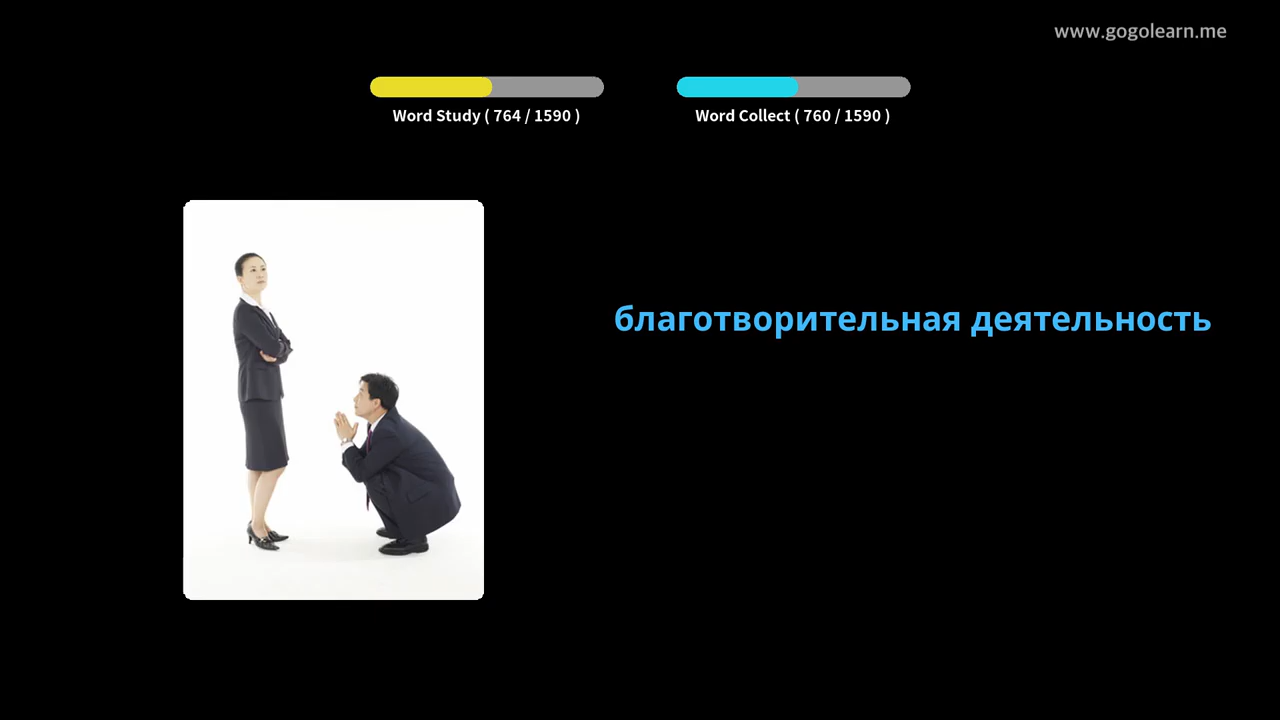 www.gogolearn.me
Word Study ( 764 / 1590 )
Word Collect ( 760 / 1590 )
благотворительная деятельность